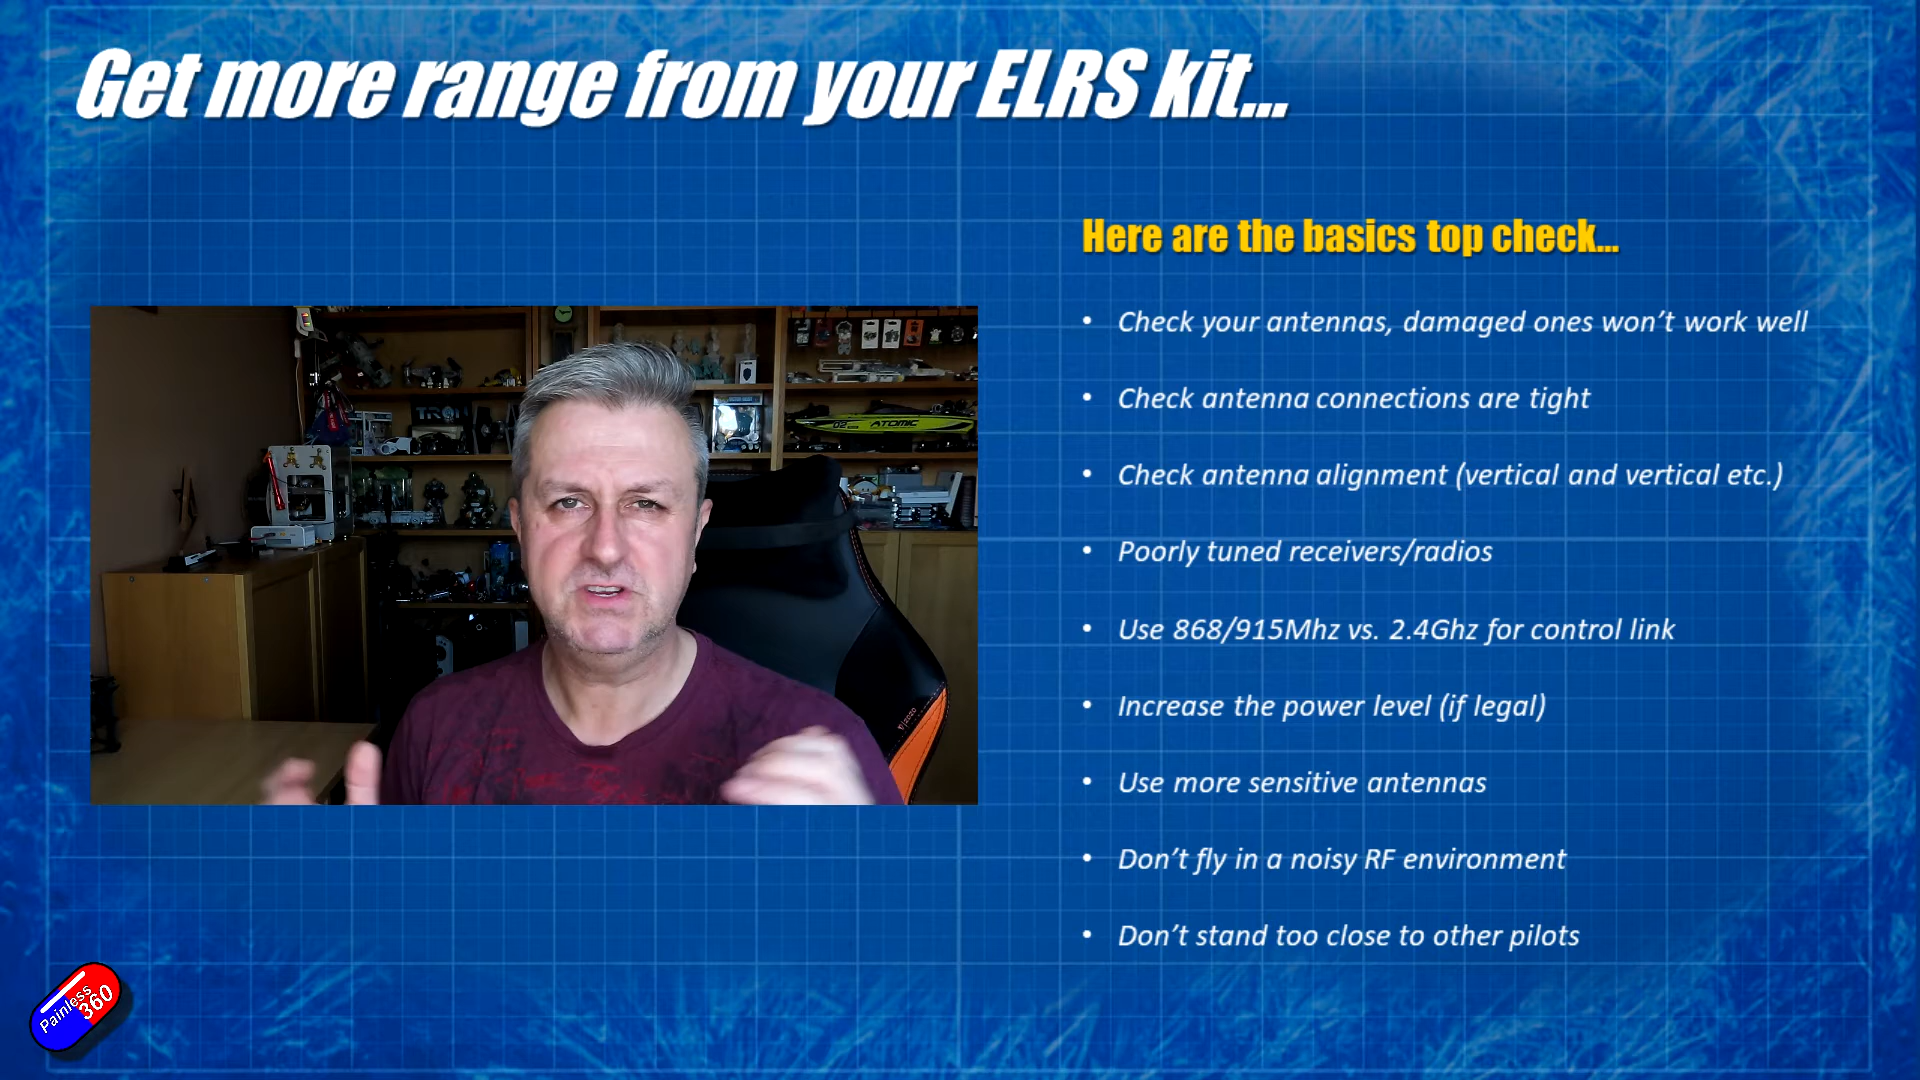 Get more range from your ELRS kit...
Here are the basics top check...
• Check your antennas, damaged ones won't work well
• Check antenna connections are tight
• Check antenna alignment (vertical and vertical etc.)
• Poorly tuned receivers/radios
• Use 868/915Mhz vs. 2.4Ghz for control link
• Increase the power level (if legal)
• Use more sensitive antennas
• Don't fly in a noisy RF environment
• Don't stand too close to other pilots
TRON
02
ATOMIC
Painless
360